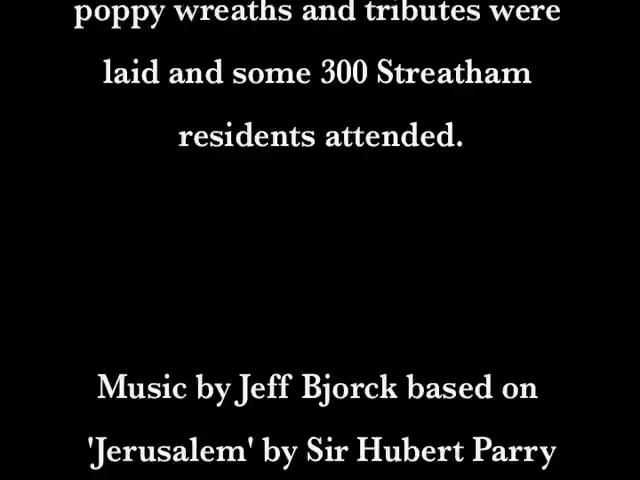 poppy wreaths and tributes were
laid and some 300 Streatham
residents attended.
Music by Jeff Bjorck based on
'Jerusalem' by Sir Hubert Parry